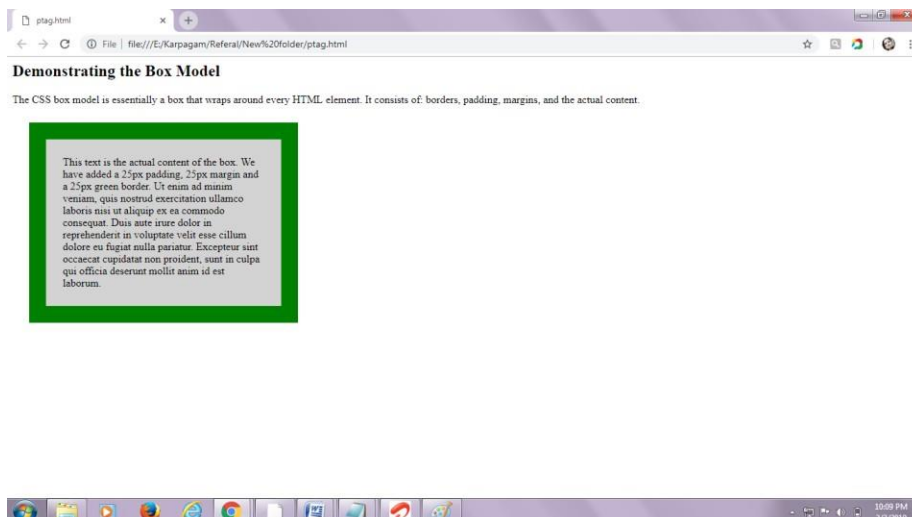 ptag.html
File | file:///E:/Karpagam/Referal/New%20folder/ptag.html
Demonstrating the Box Model
The CSS box model is essentially a box that wraps around every HTML element. It consists of: borders, padding, margins, and the actual content.
This text is the actual content of the box. We
have added a 25px padding, 25px margin and
a 25px green border. Ut enim ad minim
veniam, quis nostrud exercitation ullamco
laboris nisi ut aliquip ex ea commodo
consequat. Duis aute irure dolor in
reprehenderit in voluptate velit esse cillum
dolore eu fugiat nulla pariatur. Excepteur sint
occaecat cupidatat non proident, sunt in culpa
qui officia deserunt mollit anim id est
laborum.
10:09 PM